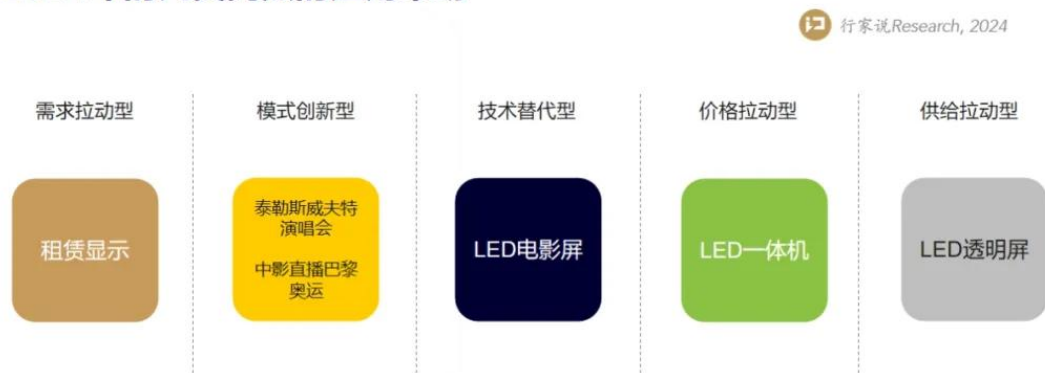 行家说Research, 2024
需求拉动型
模式创新型
技术替代型
价格拉动型
供给拉动型
租赁显示
泰勒斯威夫特
演唱会
中影直播巴黎
奥运
LED电影屏
LED一体机
LED透明屏